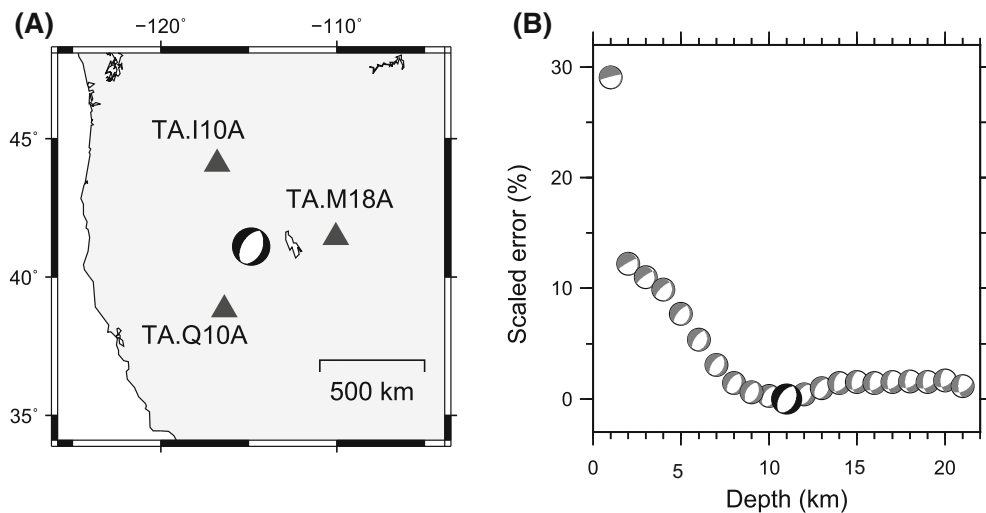 (A)
−120˚
−110˚
45˚
40˚
35˚
TA.I10A
TA.M18A
TA.Q10A
500 km
(B)
30
20
10
0
Scaled error (%)
0
5
10
15
20
Depth (km)